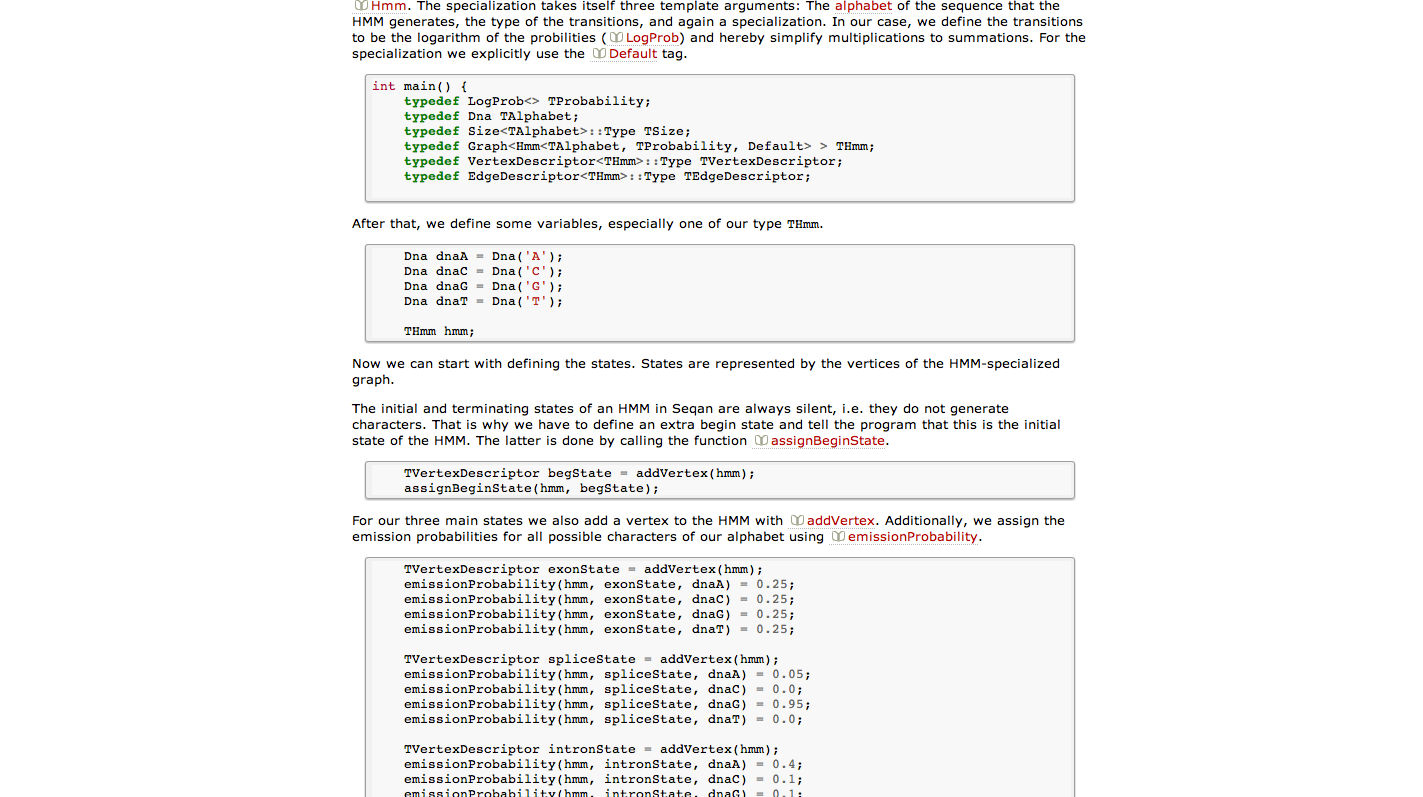 Hmm. The specialization takes itself three template arguments: The alphabet of the sequence that the
HMM generates, the type of the transitions, and again a specialization. In our case, we define the transitions
to be the logarithm of the probilities ( LogProb) and hereby simplify multiplications to summations. For the
specialization we explicitly use the Default tag.
int main() {
    typedef LogProb<> TProbability;
    typedef Dna TAlphabet;
    typedef Size<TAlphabet>::Type TSize;
    typedef Graph<Hmm<TAlphabet, TProbability, Default> > THmm;
    typedef VertexDescriptor<THmm>::Type TVertexDescriptor;
    typedef EdgeDescriptor<THmm>::Type TEdgeDescriptor;
After that, we define some variables, especially one of our type THmm.
    Dna dnaA = Dna('A');
    Dna dnaC = Dna('C');
    Dna dnaG = Dna('G');
    Dna dnaT = Dna('T');
    THmm hmm;
Now we can start with defining the states. States are represented by the vertices of the HMM-specialized
graph.
The initial and terminating states of an HMM in Seqan are always silent, i.e. they do not generate
characters. That is why we have to define an extra begin state and tell the program that this is the initial
state of the HMM. The latter is done by calling the function assignBeginState.
    TVertexDescriptor begState = addVertex(hmm);
    assignBeginState(hmm, begState);
For our three main states we also add a vertex to the HMM with addVertex. Additionally, we assign the
emission probabilities for all possible characters of our alphabet using emissionProbability.
    TVertexDescriptor exonState = addVertex(hmm);
    emissionProbability(hmm, exonState, dnaA) = 0.25;
    emissionProbability(hmm, exonState, dnaC) = 0.25;
    emissionProbability(hmm, exonState, dnaG) = 0.25;
    emissionProbability(hmm, exonState, dnaT) = 0.25;
    TVertexDescriptor spliceState = addVertex(hmm);
    emissionProbability(hmm, spliceState, dnaA) = 0.05;
    emissionProbability(hmm, spliceState, dnaC) = 0.0;
    emissionProbability(hmm, spliceState, dnaG) = 0.95;
    emissionProbability(hmm, spliceState, dnaT) = 0.0;
    TVertexDescriptor intronState = addVertex(hmm);
    emissionProbability(hmm, intronState, dnaA) = 0.4;
    emissionProbability(hmm, intronState, dnaC) = 0.1;
    emissionProbability(hmm, intronState, dnaG) = 0.1;